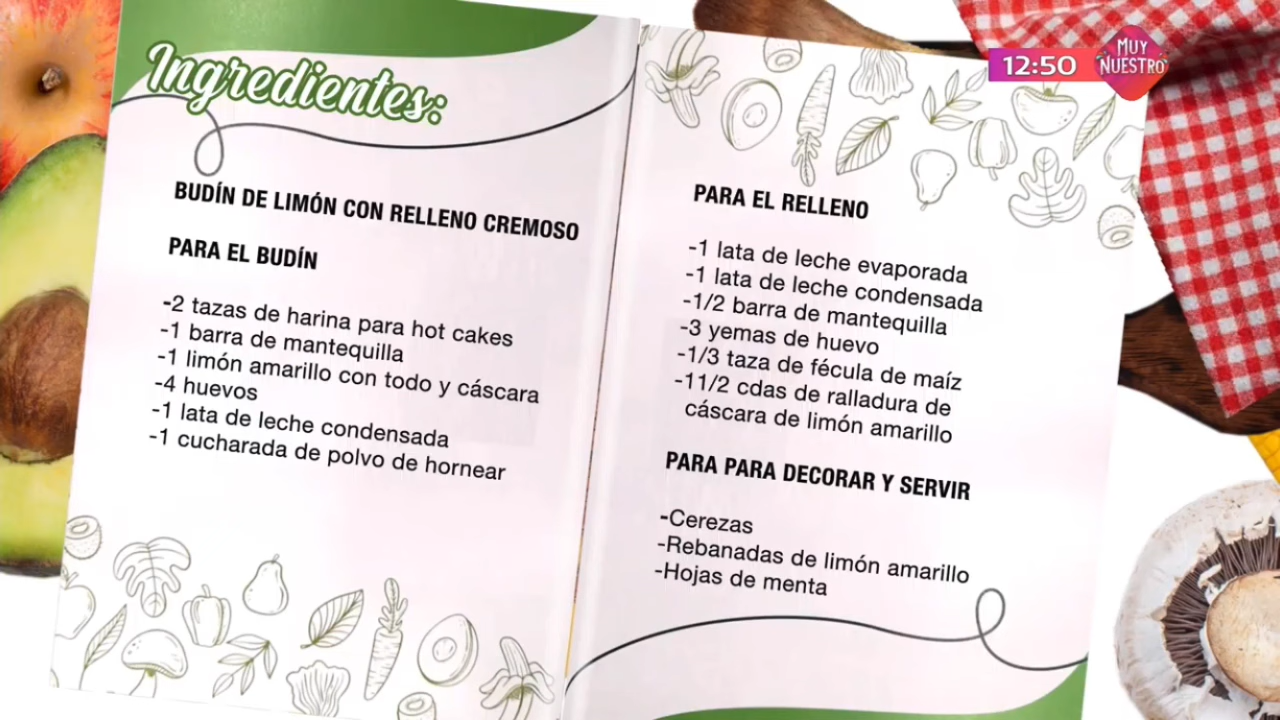 Ingredientes:
BUDÍN DE LIMÓN CON RELLENO CREMOSO
PARA EL BUDÍN
-2 tazas de harina para hot cakes
-1 barra de mantequilla
-1 limón amarillo con todo y cáscara
-4 huevos
-1 lata de leche condensada
-1 cucharada de polvo de hornear
PARA EL RELLENO
-1 lata de leche evaporada
-1 lata de leche condensada
-1/2 barra de mantequilla
-3 yemas de huevo
-1/3 taza de fécula de maíz
-11/2 cdas de ralladura de
cáscara de limón amarillo
PARA PARA DECORAR Y SERVIR
-Cerezas
-Rebanadas de limón amarillo
-Hojas de menta
12:50
MUY
NUESTRO